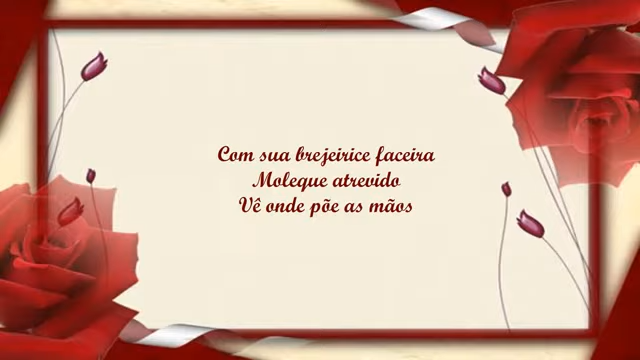 Com sua brejeirice faceira
Moleque atrevido
Vê onde põe as mãos